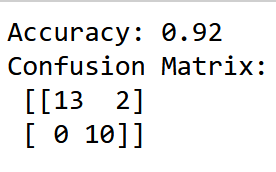 Accuracy: 0.92
Confusion Matrix:
 [[13  2]
 [ 0 10]]